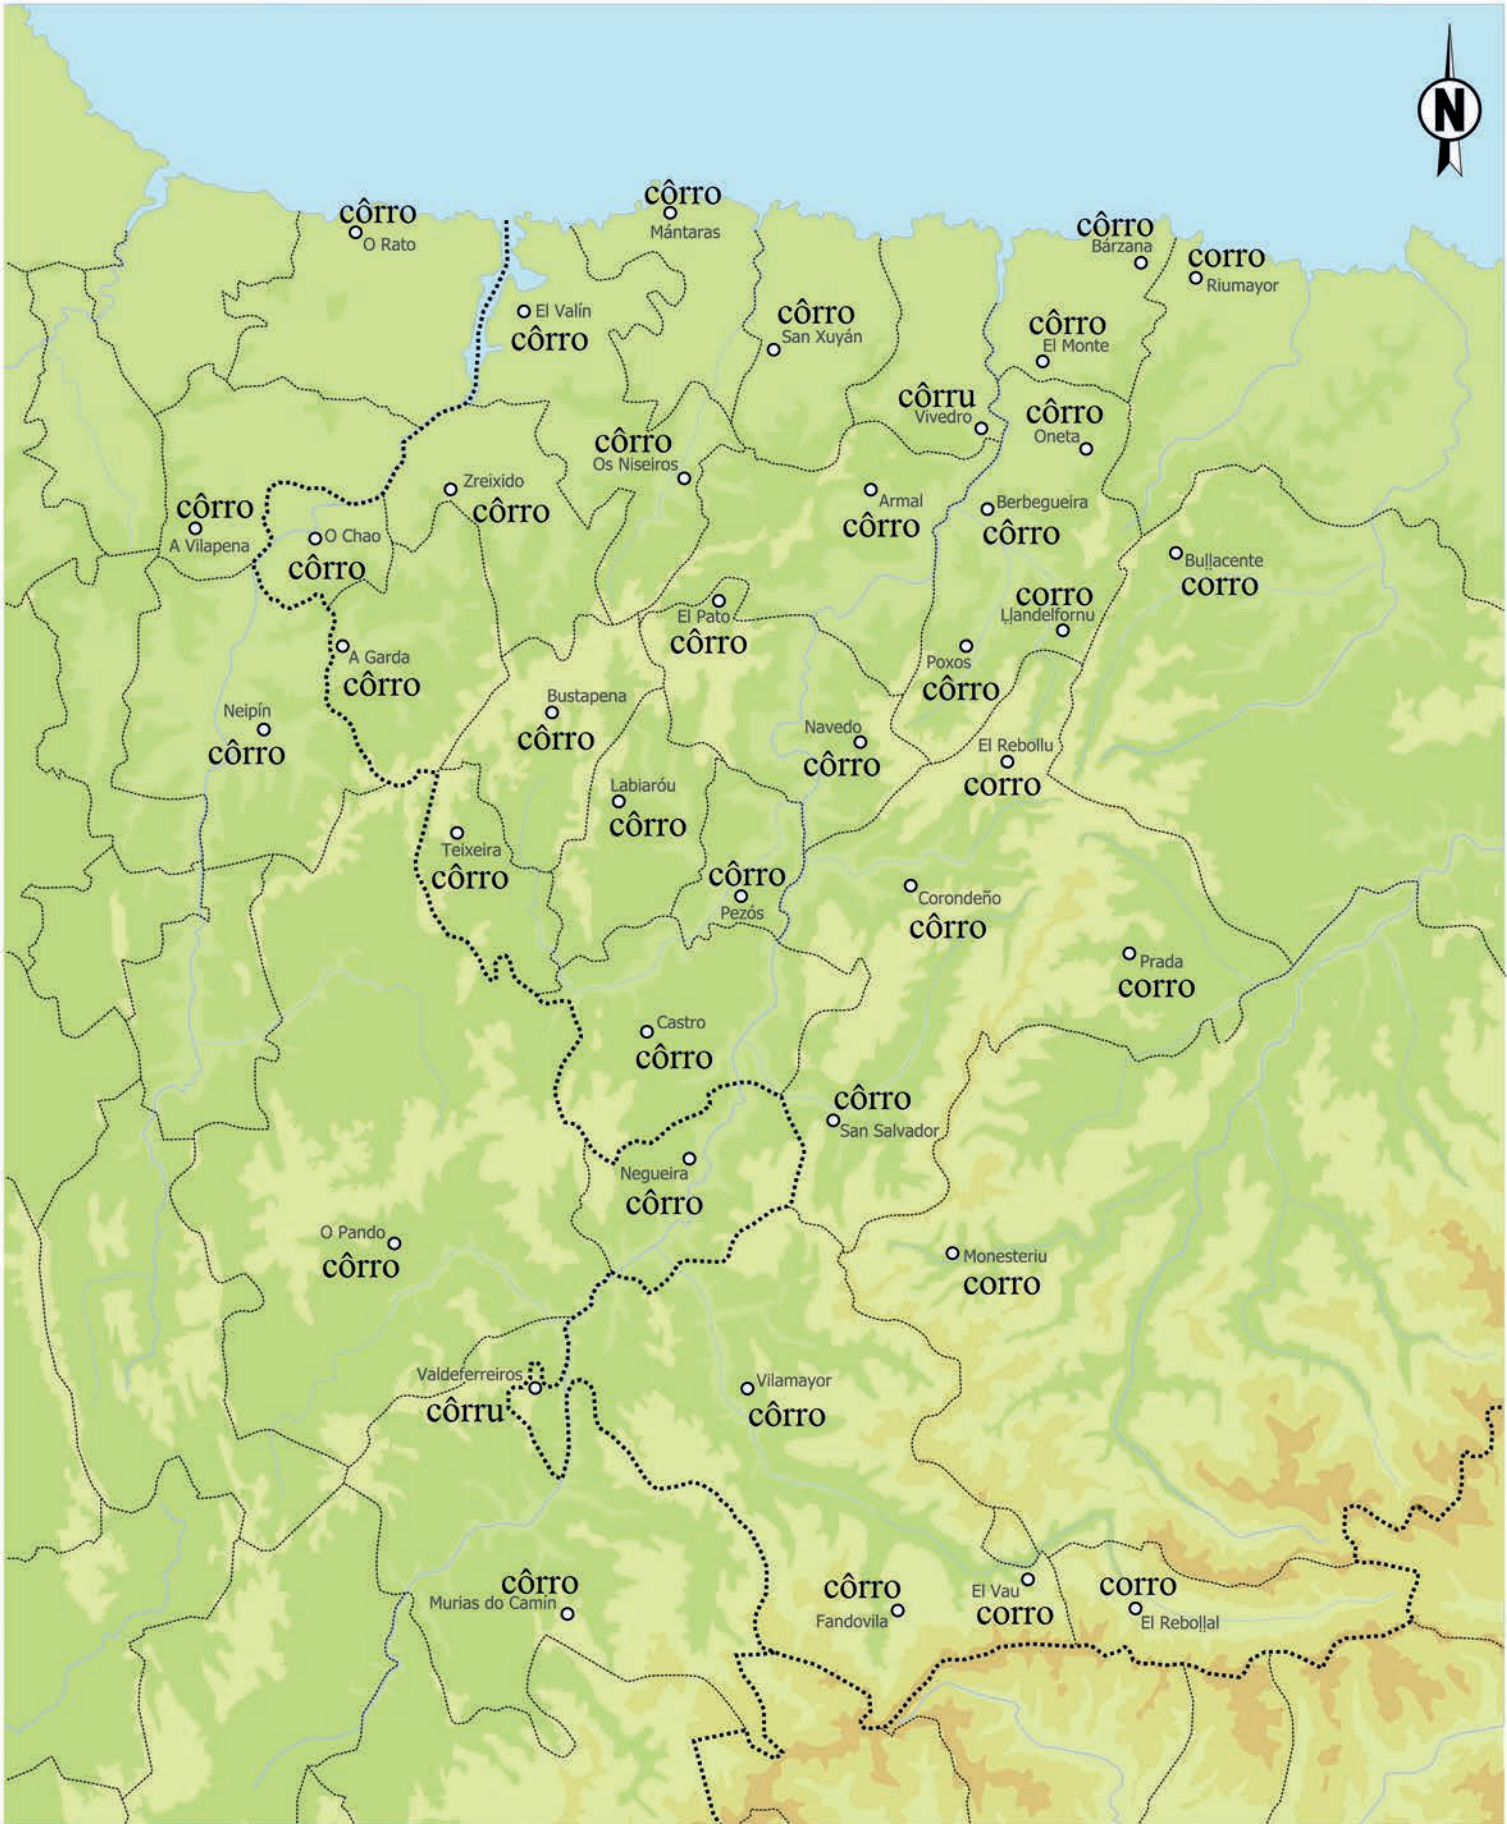 N
côrro
O Rato
côrro
Mántaras
côrro
Bárzana
corro
Riumayor
El Valín
côrro
côrro
San Xuyán
côrro
El Monte
côrru
Vivedro
côrro
Oneta
côrro
Os Niseiros
Zreixido
côrro
Armal
côrro
Berbegueira
côrro
côrro
A Vilapena
O Chao
côrro
Buḷḷacente
corro
corro
Ḷḷandelfornu
El Pato
côrro
A Garda
côrro
Poxos
côrro
Bustapena
côrro
Neipín
côrro
Navedo
côrro
El Rebollu
corro
Labiaróu
côrro
Teixeira
côrro
côrro
Pezós
Corondeño
côrro
Prada
corro
Castro
côrro
côrro
San Salvador
Negueira
côrro
O Pando
côrro
Monesteriu
corro
Valdeferreiros
côrru
Vilamayor
côrro
côrro
Murias do Camín
côrro
Fandovila
El Vau
corro
corro
El Reboḷḷal